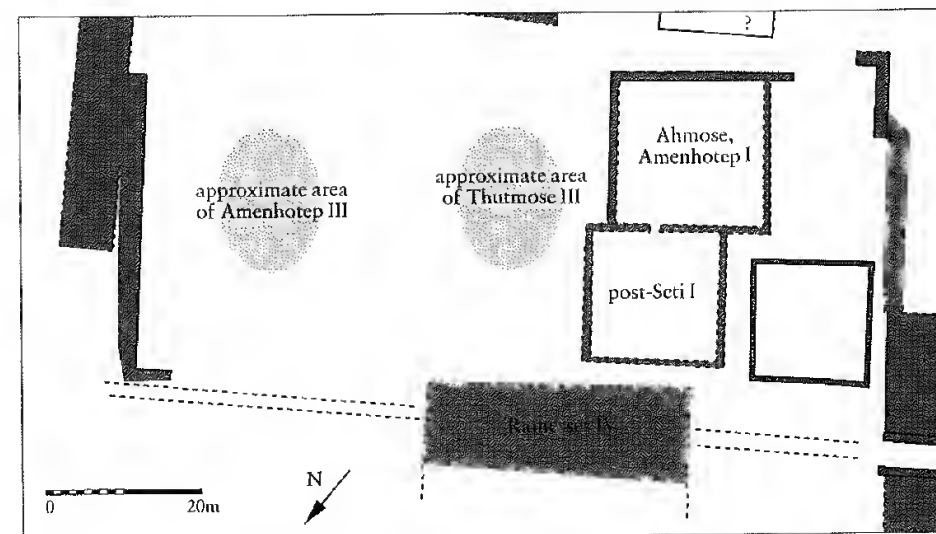 ?
Ahmose,
Amenhotep I
approximate area
of Amenhotep III
approximate area
of Thutmose III
post-Seti I
N
0 20m